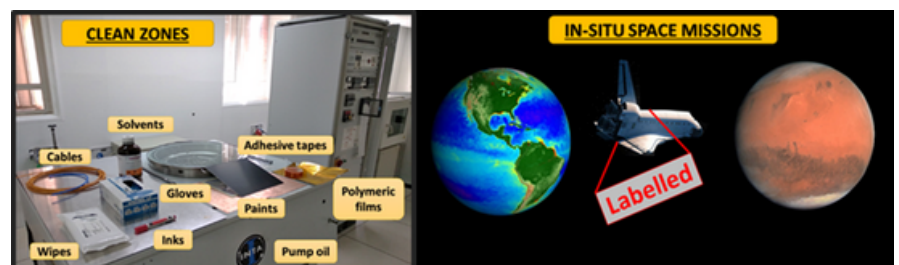 CLEAN ZONES
IN-SITU SPACE MISSIONS
Solvents
Cables
Adhesive tapes
Gloves
Polymeric
films
Paints
Inks
Wipes
Pump oil
Labelled